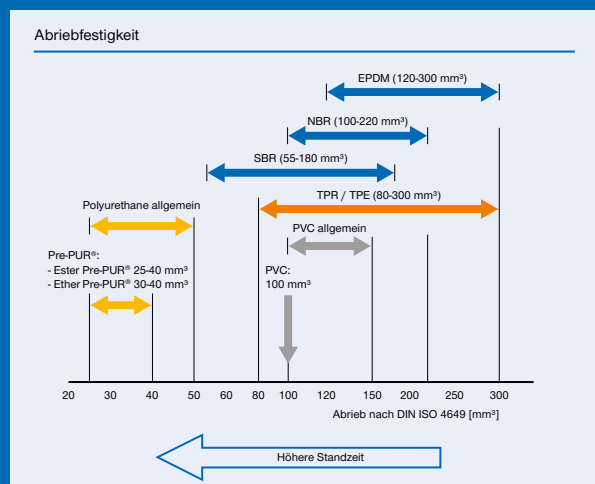 Abriebfestigkeit
EPDM (120-300 mm³)
NBR (100-220 mm³)
SBR (55-180 mm³)
TPR / TPE (80-300 mm³)
Polyurethane allgemein
PVC allgemein
Pre-PUR®:
- Ester Pre-PUR® 25-40 mm³
- Ether Pre-PUR® 30-40 mm³
PVC:
100 mm³
20 30 40 50 60 80 100 120 150 200 250 300
Abrieb nach DIN ISO 4649 [mm³]
Höhere Standzeit